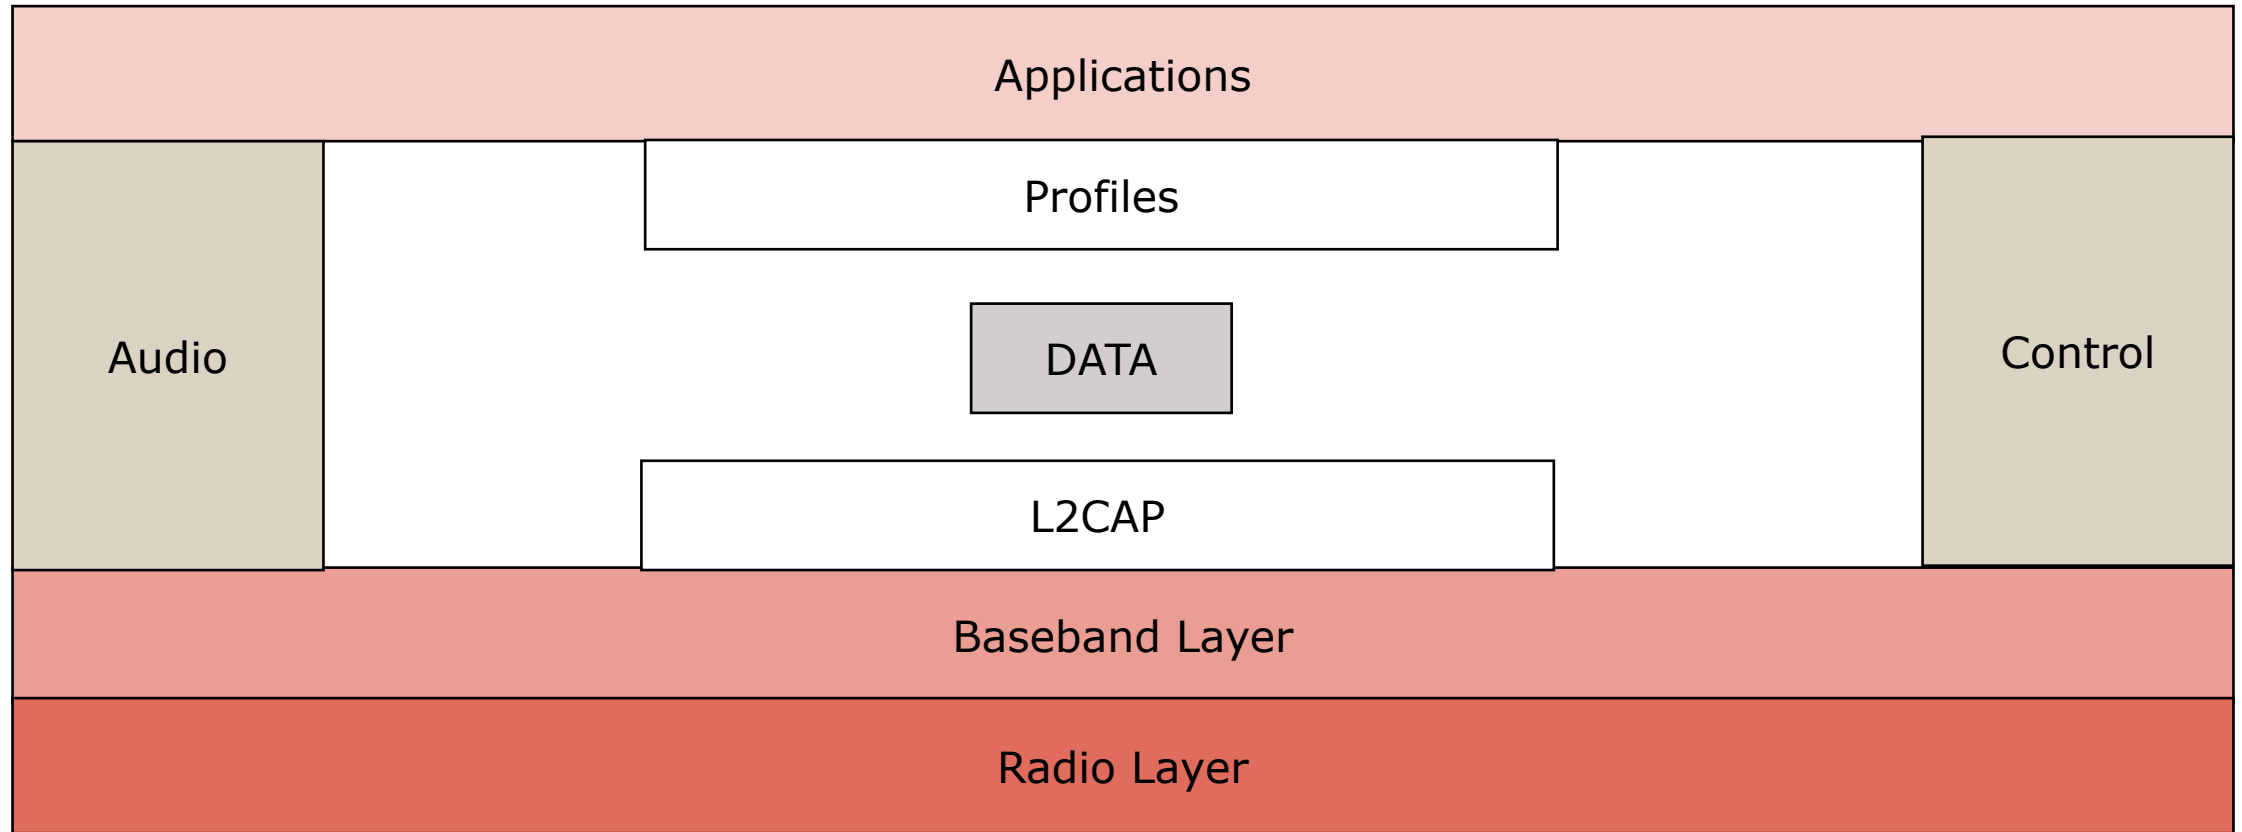 Applications
Profiles
Audio
DATA
Control
L2CAP
Baseband Layer
Radio Layer